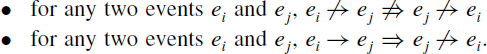 • for any two events e_i and e_j, e_i ↛ e_j ⇏ e_j ↛ e_i
• for any two events e_i and e_j, e_i → e_j ⇒ e_j ↛ e_i.